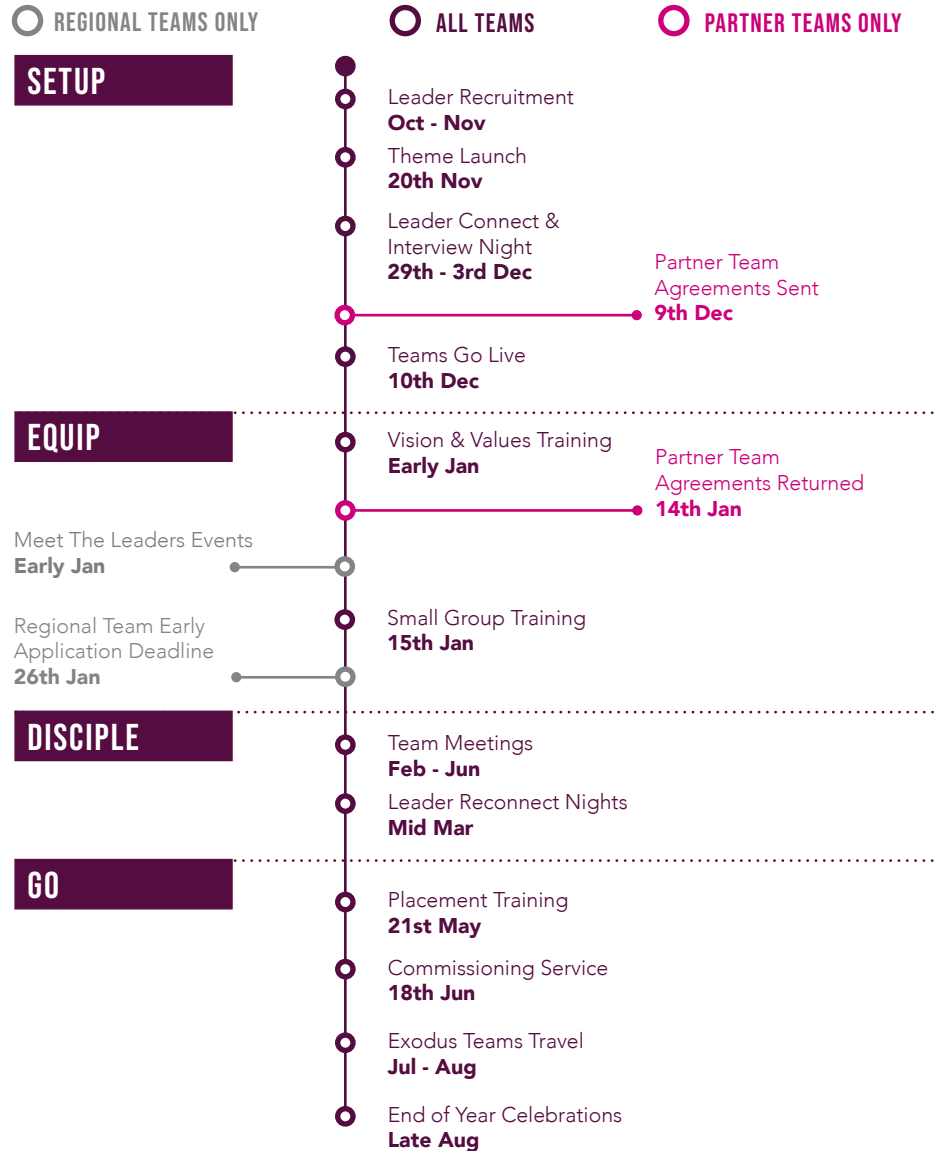 REGIONAL TEAMS ONLY
ALL TEAMS
PARTNER TEAMS ONLY
SETUP
Leader Recruitment
Oct - Nov
Theme Launch
20th Nov
Leader Connect &
Interview Night
29th - 3rd Dec
Partner Team
Agreements Sent
9th Dec
Teams Go Live
10th Dec
EQUIP
Vision & Values Training
Early Jan
Partner Team
Agreements Returned
14th Jan
Meet The Leaders Events
Early Jan
Small Group Training
15th Jan
Regional Team Early
Application Deadline
26th Jan
DISCIPLE
Team Meetings
Feb - Jun
Leader Reconnect Nights
Mid Mar
GO
Placement Training
21st May
Commissioning Service
18th Jun
Exodus Teams Travel
Jul - Aug
End of Year Celebrations
Late Aug